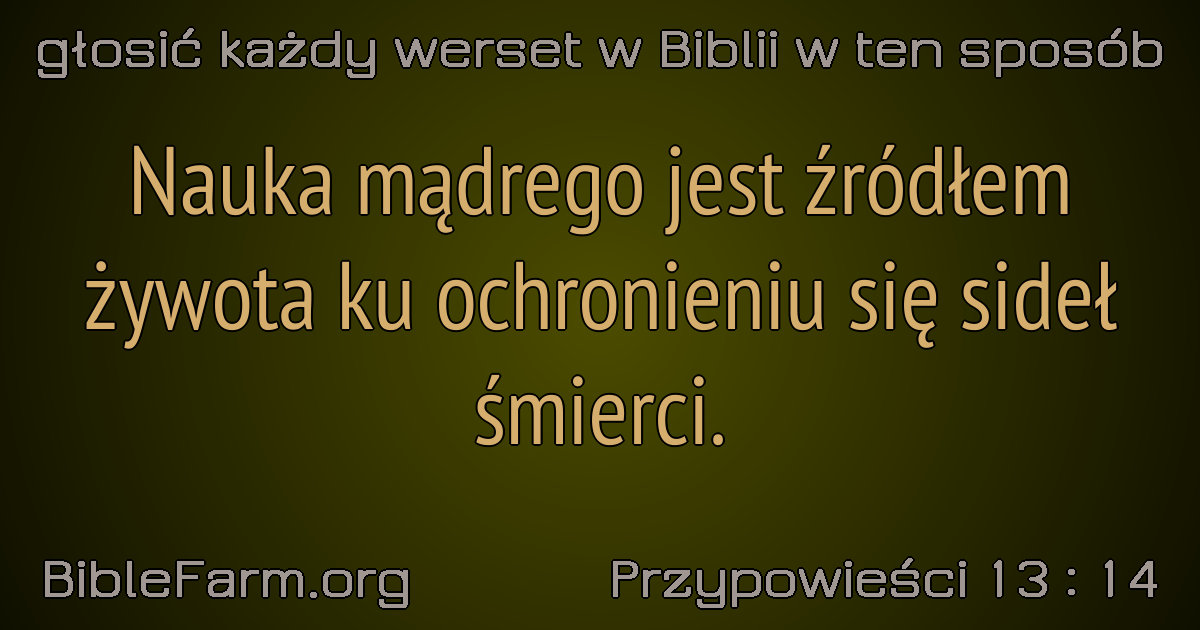 głosić każdy werset w Biblii w ten sposób
Nauka mądrego jest źródłem
żywota ku ochronieniu się sideł
śmierci.
BibleFarm.org
Przypowieści 13 : 14